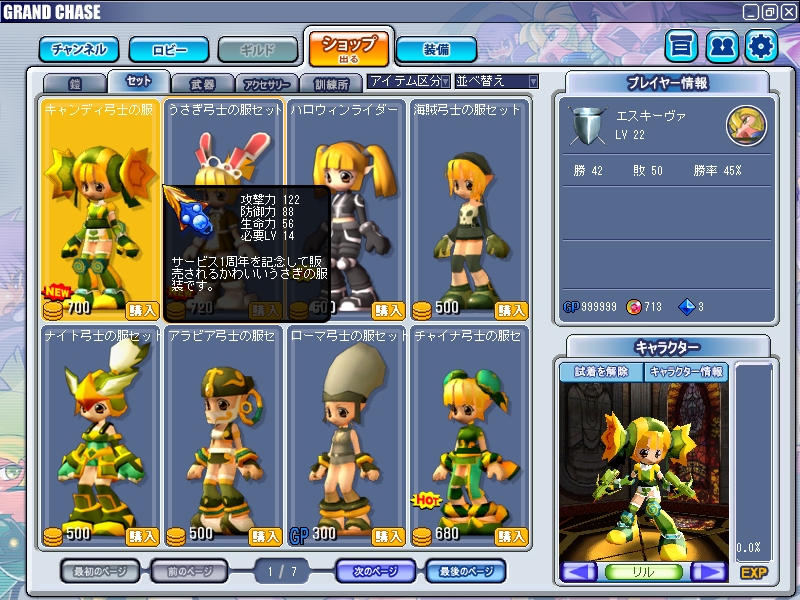 GRAND CHASE
チャンネル
ロビー
ギルド
ショップ
出る
装備
鎧
セット
武器
アクセサリー
訓練所
アイテム区分
並べ替え
キャンディ弓士の服
うさぎ弓士の服セット
ハロウィンライダー
海賊弓士の服セット
攻撃力 122
防御力 88
生命力 56
必要LV 14
サービス1周年を記念して販
売されるかわいいうさぎの服
装です。
NEW
700 購入
720 購入
500 購入
500 購入
ナイト弓士の服セット
アラビア弓士の服セ
ローマ弓士の服セット
チャイナ弓士の服セ
Hot
500 購入
500 購入
GP 300 購入
680 購入
最初のページ
前のページ
1 / 7
次のページ
最後のページ
プレイヤー情報
エスキーヴァ
LV 22
勝 42 敗 50 勝率 45%
GP 999999 713 3
キャラクター
試着を解除
キャラクター情報
リル
0.0%
EXP